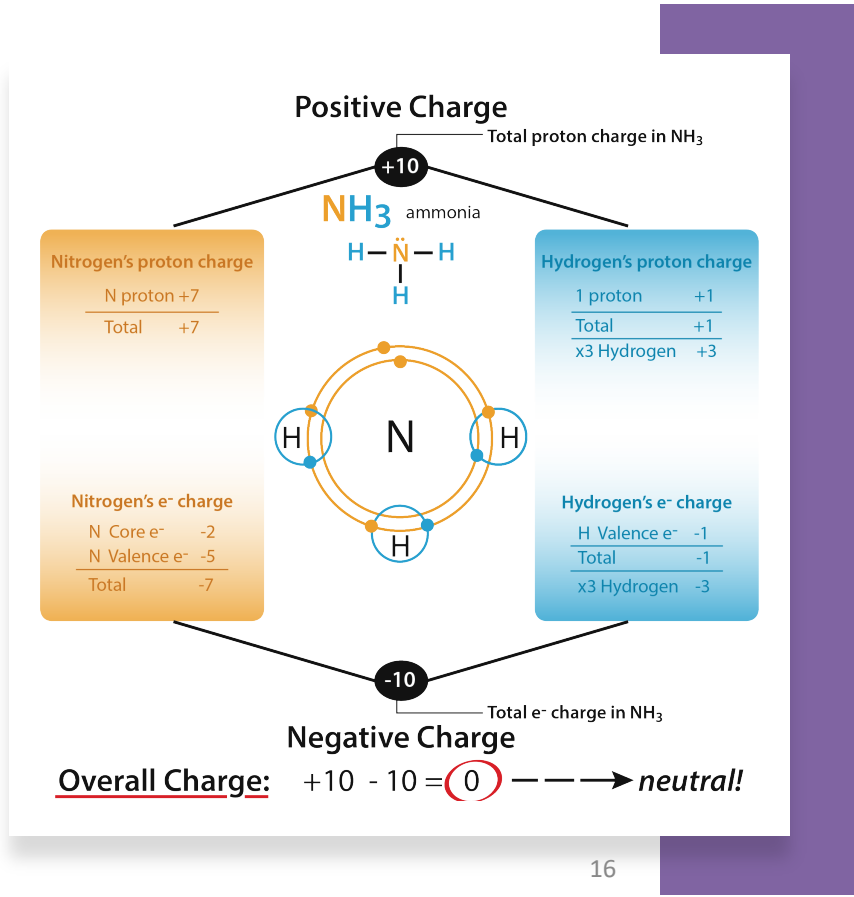 Positive Charge
Total proton charge in NH₃
+10
NH₃ ammonia
H–N̈–H
H
Nitrogen's proton charge
N proton +7
Total +7
Hydrogen's proton charge
1 proton +1
Total +1
x3 Hydrogen +3
H N H
H
Nitrogen's e⁻ charge
N Core e⁻ -2
N Valence e⁻ -5
Total -7
Hydrogen's e⁻ charge
H Valence e⁻ -1
Total -1
x3 Hydrogen -3
-10
Total e⁻ charge in NH₃
Negative Charge
Overall Charge: +10 - 10 = 0 neutral!
16